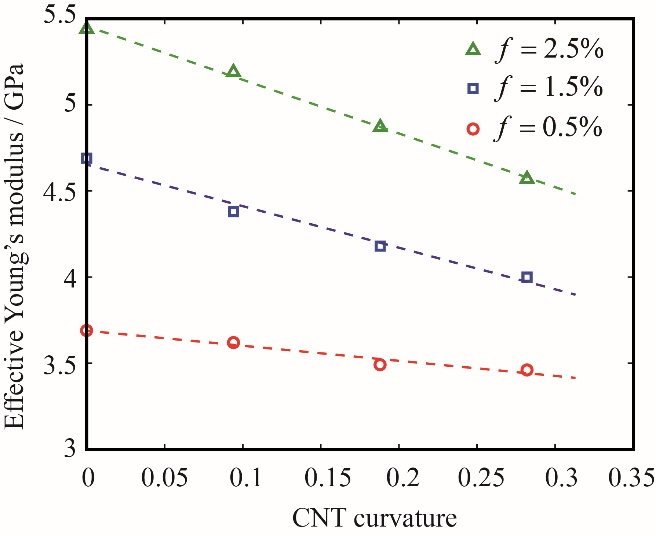 5.5
5
4.5
4
3.5
3
Effective Young's modulus / GPa
f = 2.5%
f = 1.5%
f = 0.5%
0 0.05 0.1 0.15 0.2 0.25 0.3 0.35
CNT curvature